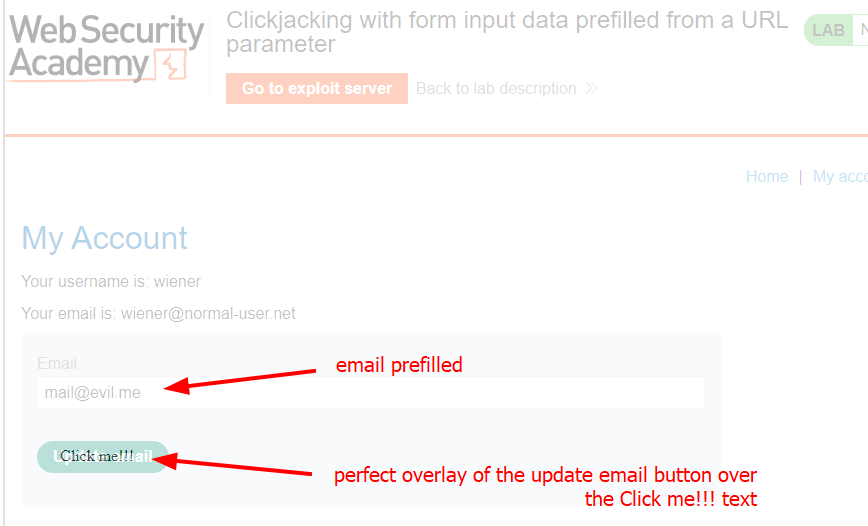 Web Security
Academy
Clickjacking with form input data prefilled from a URL
parameter
LAB
Go to exploit server
Back to lab description
Home | My acco
My Account
Your username is: wiener
Your email is: wiener@normal-user.net
Email
email prefilled
mail@evil.me
Update email
Click me!!!
perfect overlay of the update email button over
the Click me!!! text